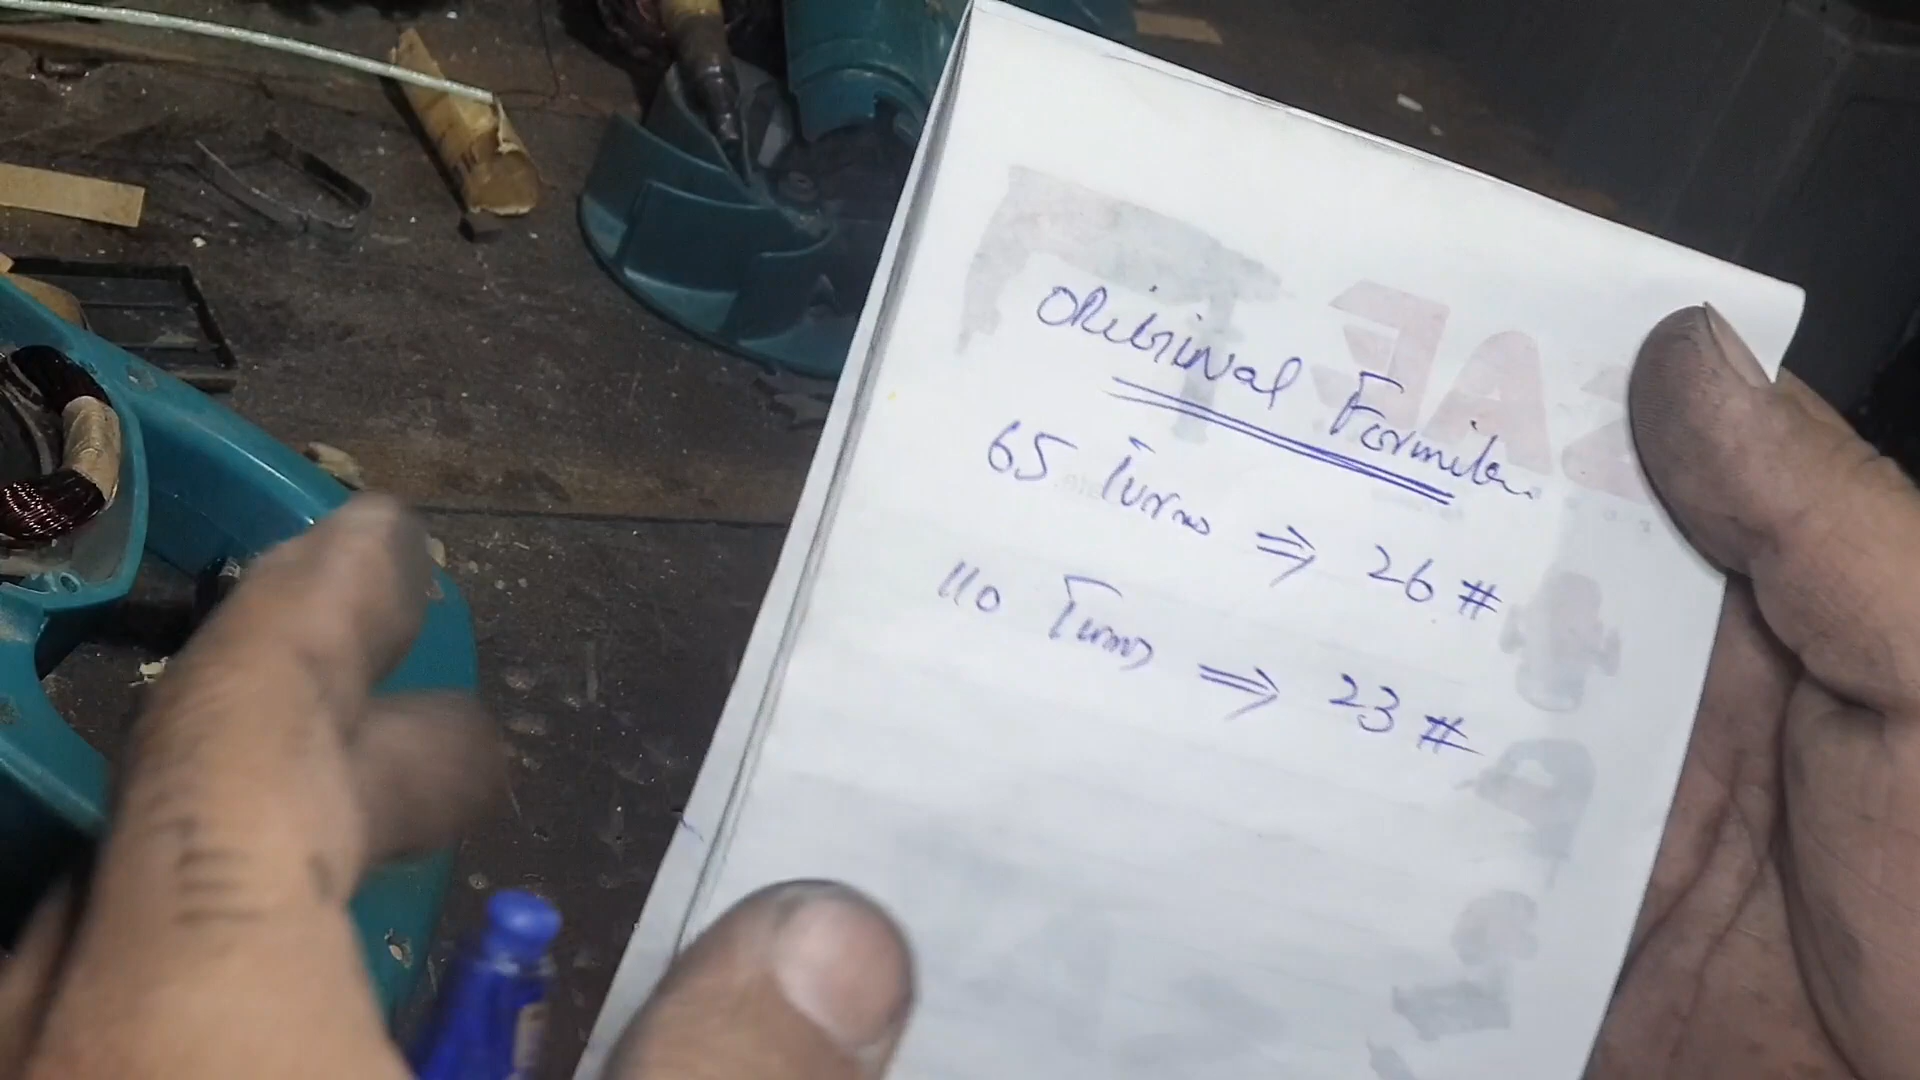 Original Formula
65 Turns ⇒ 26 #
110 Turns ⇒ 23 #